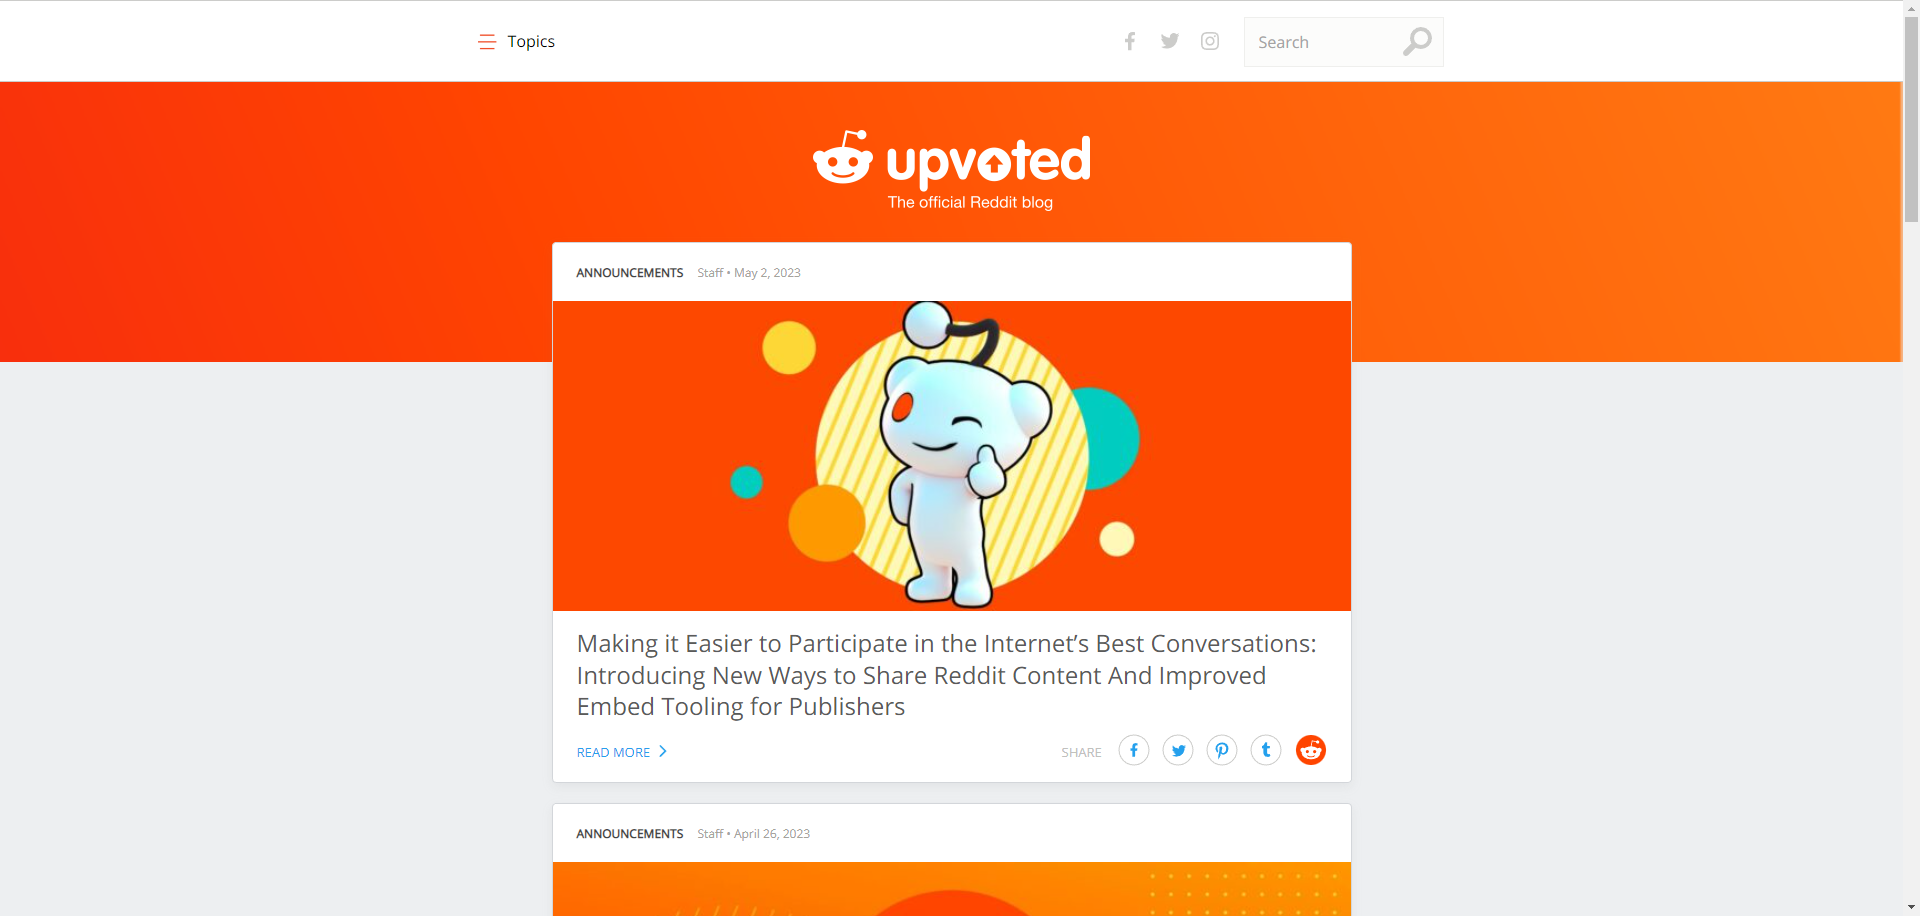 Topics
Search
upvoted
The official Reddit blog
ANNOUNCEMENTS Staff • May 2, 2023
Making it Easier to Participate in the Internet’s Best Conversations:
Introducing New Ways to Share Reddit Content And Improved
Embed Tooling for Publishers
READ MORE
SHARE
ANNOUNCEMENTS Staff • April 26, 2023